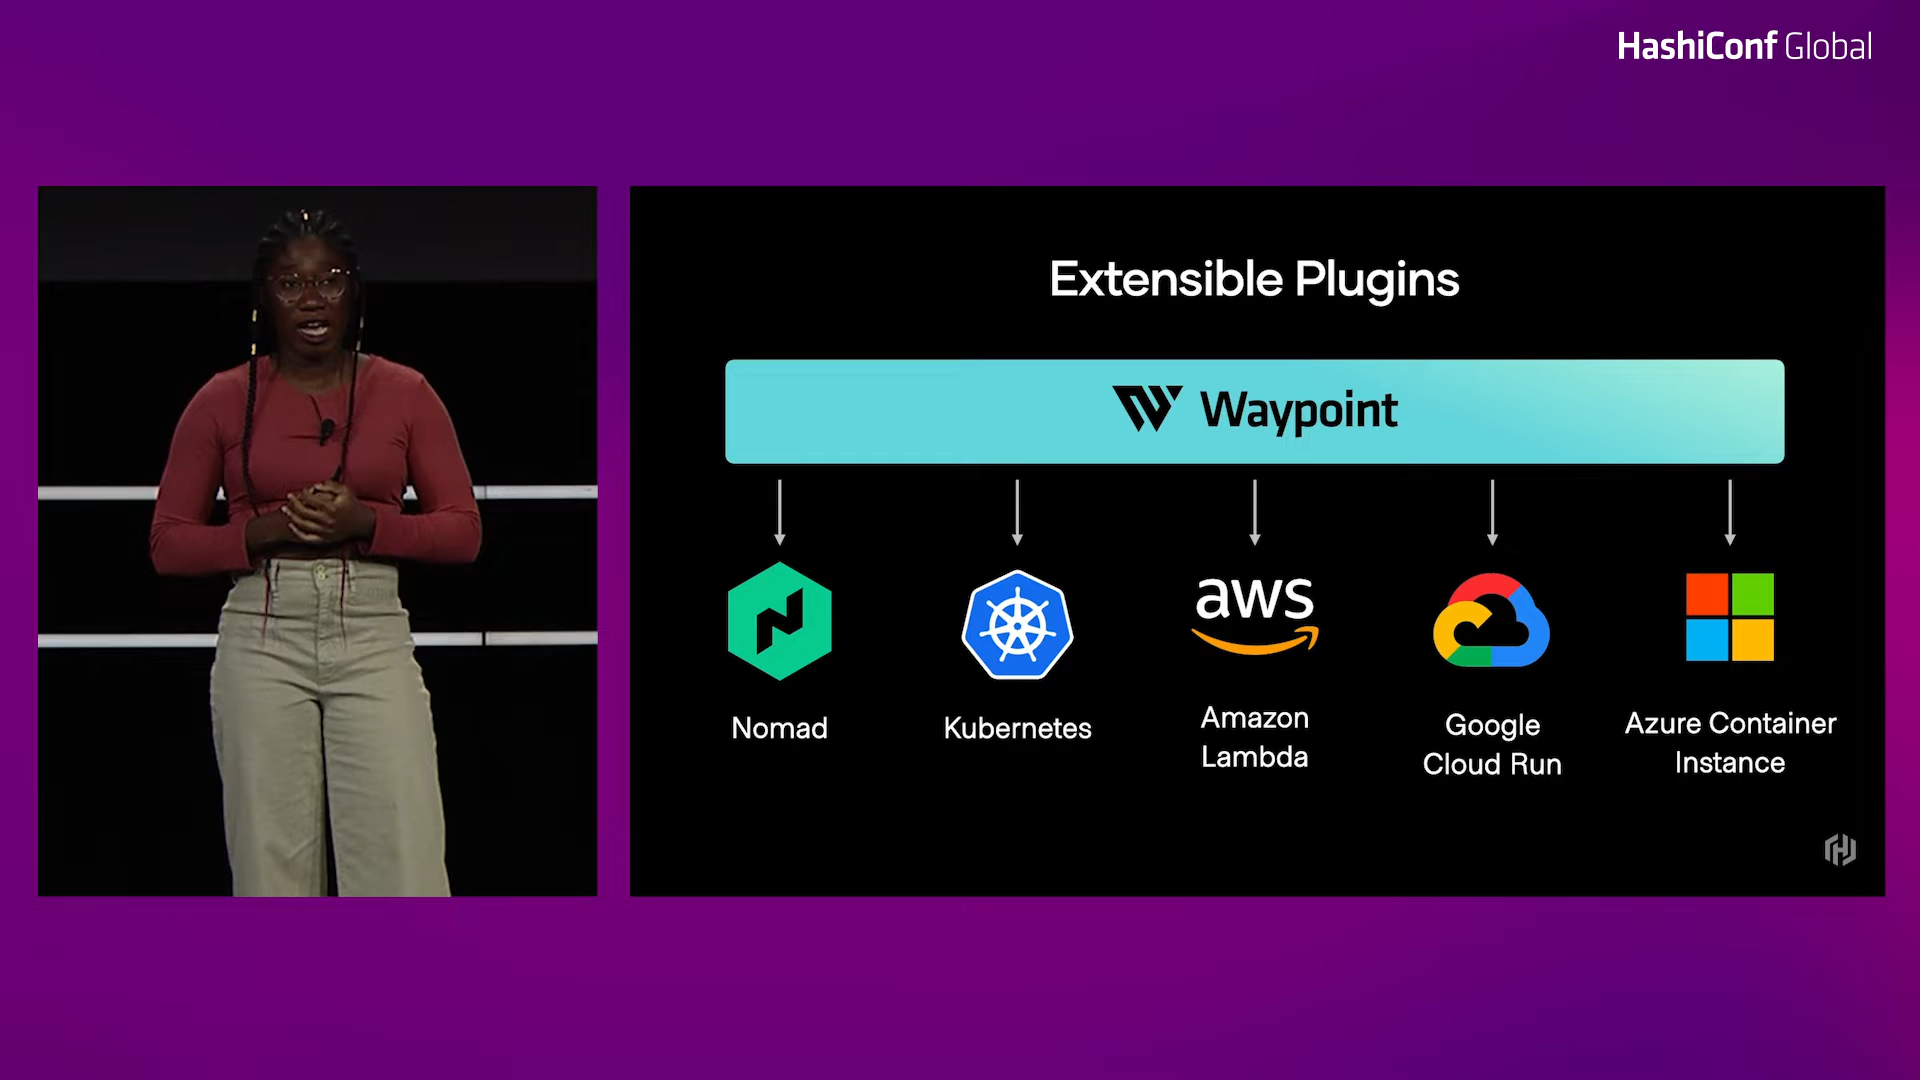 HashiConf Global
Extensible Plugins
Waypoint
aws
Nomad
Kubernetes
Amazon
Lambda
Google
Cloud Run
Azure Container
Instance